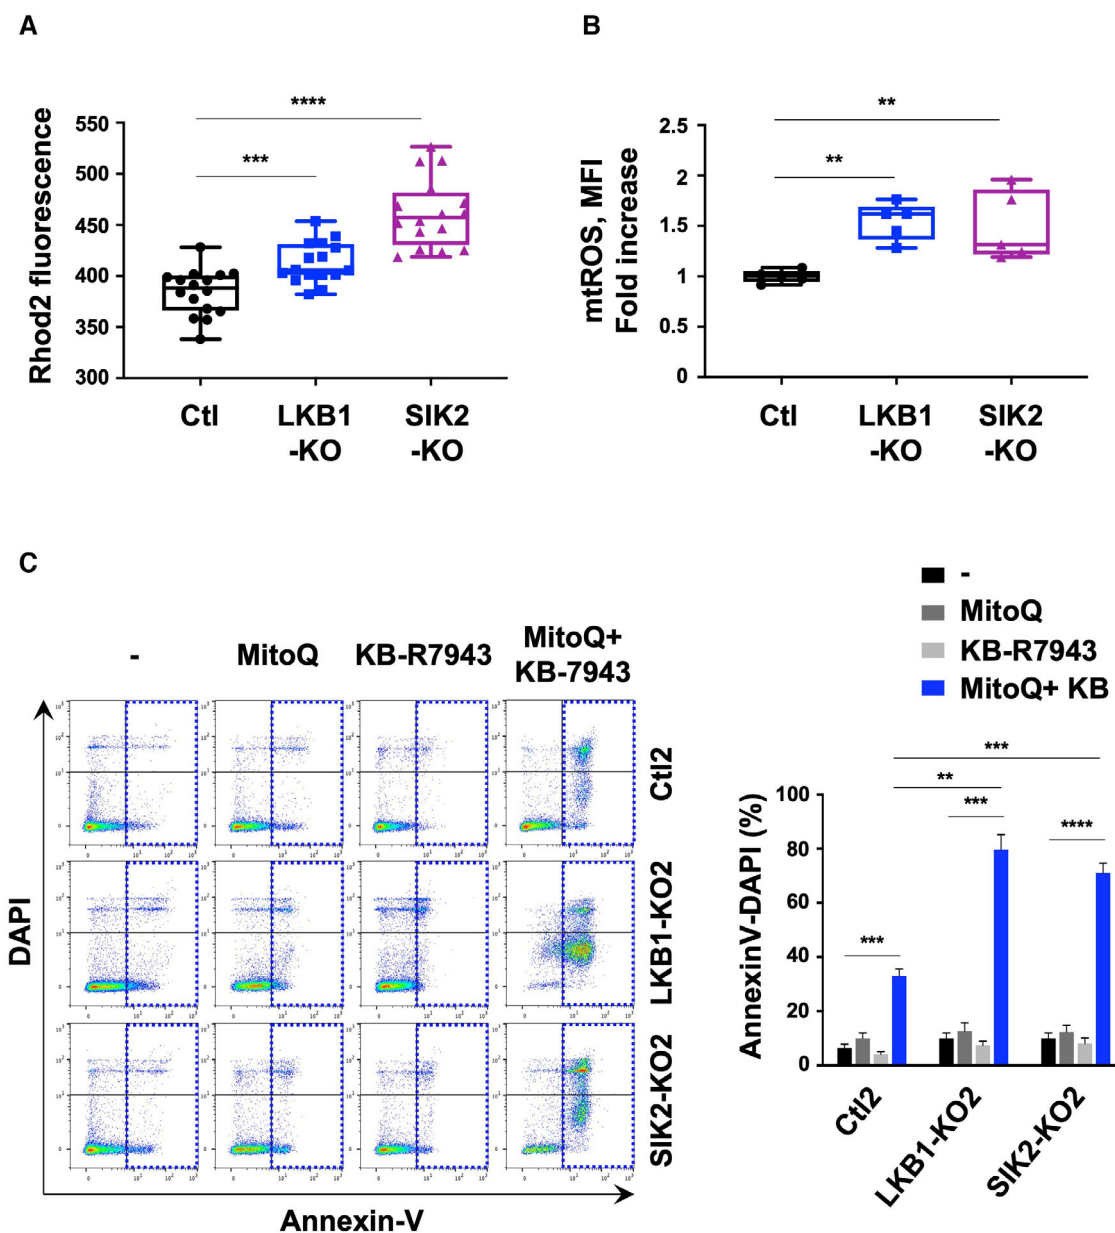 A
Rhod2 fluorescence
550
500
450
400
350
300
****
***
Ctl
LKB1
-KO
SIK2
-KO
B
mtROS, MFI
Fold increase
2.5
2
1.5
1
0.5
0
**
**
Ctl
LKB1
-KO
SIK2
-KO
C
-
MitoQ
KB-R7943
MitoQ+
KB-7943
Ctl2
LKB1-KO2
SIK2-KO2
DAPI
Annexin-V
-
MitoQ
KB-R7943
MitoQ+ KB
AnnexinV-DAPI (%)
100
80
60
40
20
0
***
**
***
****
***
Ctl2
LKB1-KO2
SIK2-KO2